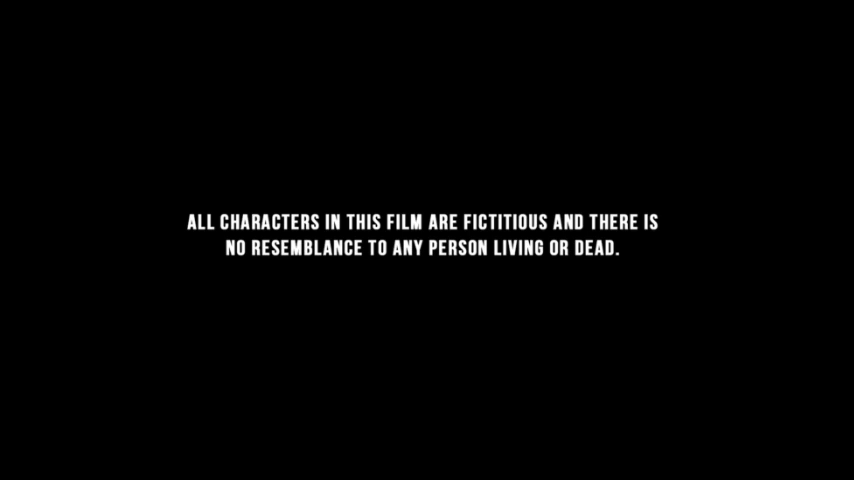 ALL CHARACTERS IN THIS FILM ARE FICTITIOUS AND THERE IS
NO RESEMBLANCE TO ANY PERSON LIVING OR DEAD.